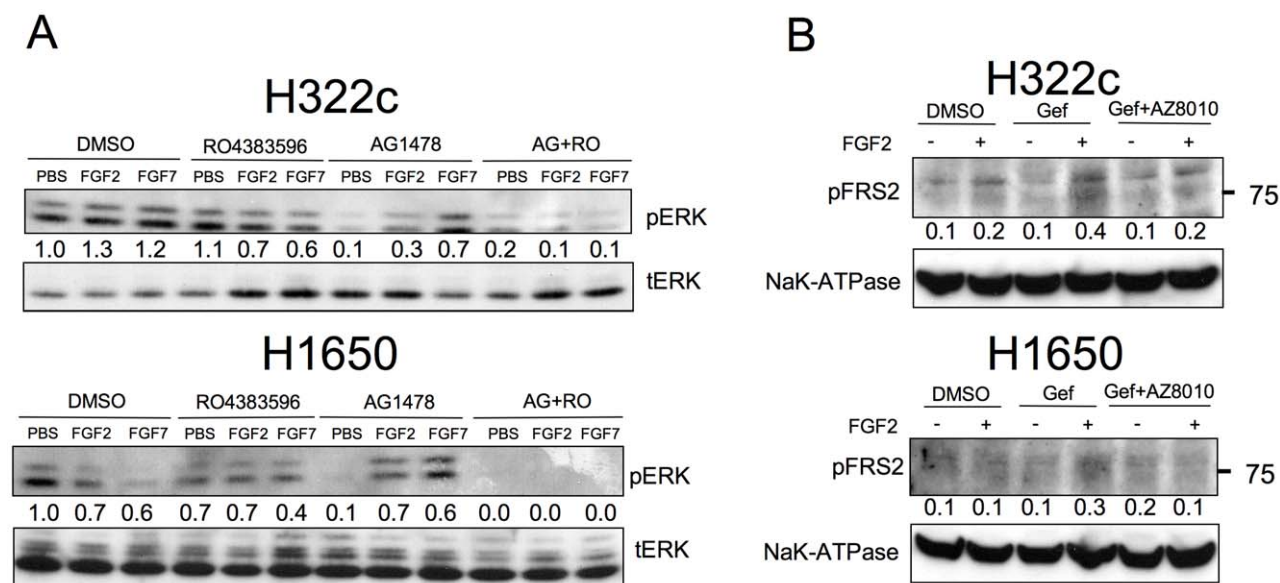 A
H322c
DMSO RO4383596 AG1478 AG+RO
PBS FGF2 FGF7 PBS FGF2 FGF7 PBS FGF2 FGF7 PBS FGF2 FGF7
pERK
1.0 1.3 1.2 1.1 0.7 0.6 0.1 0.3 0.7 0.2 0.1 0.1
tERK
H1650
DMSO RO4383596 AG1478 AG+RO
PBS FGF2 FGF7 PBS FGF2 FGF7 PBS FGF2 FGF7 PBS FGF2 FGF7
pERK
1.0 0.7 0.6 0.7 0.7 0.4 0.1 0.7 0.6 0.0 0.0 0.0
tERK
B
H322c
DMSO Gef Gef+AZ8010
FGF2 - + - + - +
pFRS2 75
0.1 0.2 0.1 0.4 0.1 0.2
NaK-ATPase
H1650
DMSO Gef Gef+AZ8010
FGF2 - + - + - +
pFRS2 75
0.1 0.1 0.1 0.3 0.2 0.1
NaK-ATPase